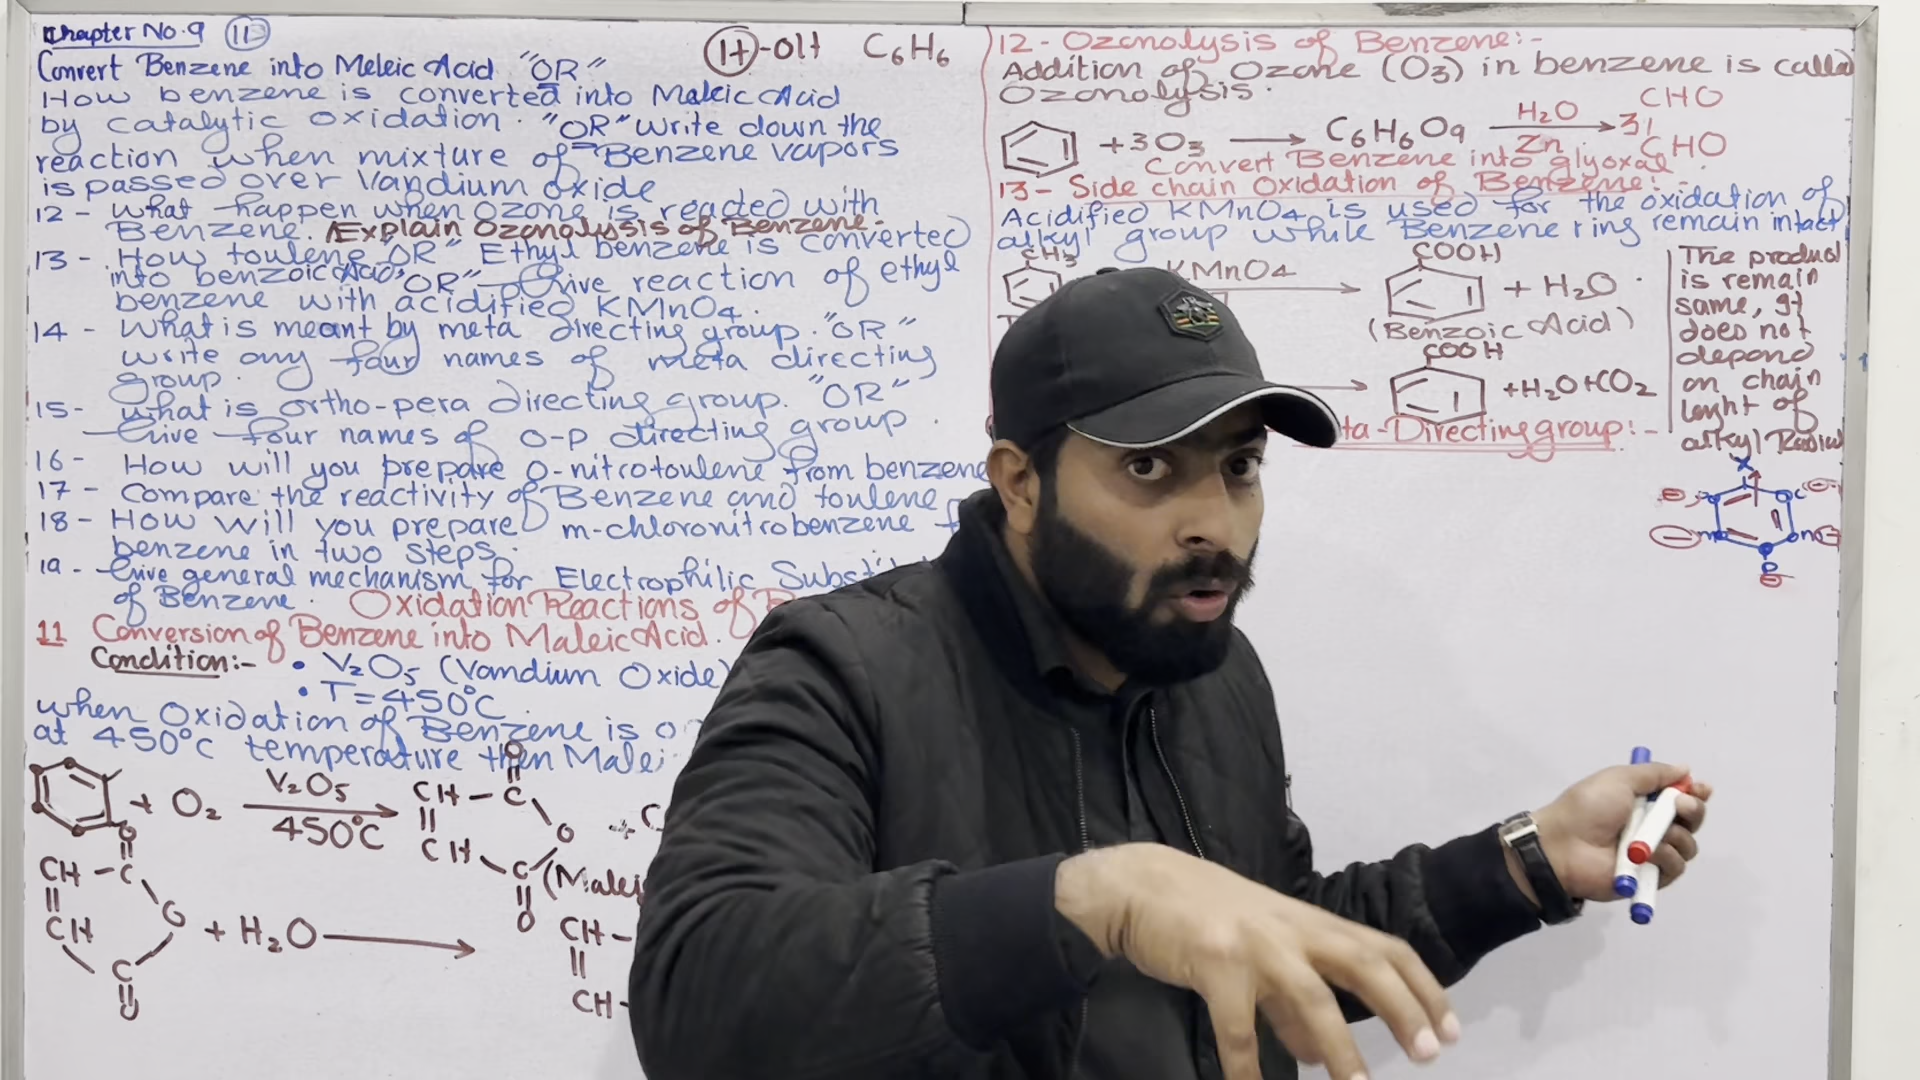 Chapter No.9 (11)
Convert Benzene into Meleic Acid "OR"
How benzene is converted into Maleic Acid
by catalytic oxidation. "OR" write down the
reaction when mixture of Benzene vapors
is passed over Vandium oxide
12 - What happen when Ozone is reacted with
Benzene. Explain Ozonolysis of Benzene.
13 - How toulene "OR" Ethyl benzene is converted
into benzoic Acid, "OR" Give reaction of ethyl
benzene with acidified KMnO4.
14 - What is meant by meta directing group. "OR"
write any four names of meta directing
group.
15 - What is ortho-pera directing group. "OR"
Give four names of o-p directing group.
16 - How will you prepare o-nitrotoulene from benzene
17 - Compare the reactivity of Benzene and toulene
18 - How will you prepare m-chloronitrobenzene
benzene in two steps.
19 - Give general mechanism for Electrophilic
of Benzene. Oxidation Reactions of
11 Conversion of Benzene into Maleic Acid.
Condition:- • V2O5 (Vamdium Oxide)
• T = 450°C
when Oxidation of Benzene is
at 450°C temperature then
+ O2 V2O5 450°C CH - C O +
|| CH - C O
O
CH - C O + H2O
|| CH C O
CH -
|| CH -
OH C6H6
12 - Ozonolysis of Benzene:-
Addition of Ozone (O3) in benzene is called
Ozonolysis.
+ 3O3 C6H6O9 H2O Zn 3 CHO
CHO
Convert Benzene into glyoxal
13 - Side chain Oxidation of Benzene:-
Acidified KMnO4 is used for the oxidation of
alkyl group while Benzene ring remain intact
CH3 KMnO4 COOH + H2O
(Benzoic Acid)
COOH + H2O + CO2
The product
is remain
same, gt
does not
depend
on chain
lenght of
alkyl Radical
-Directing group:-
X
o
m
P